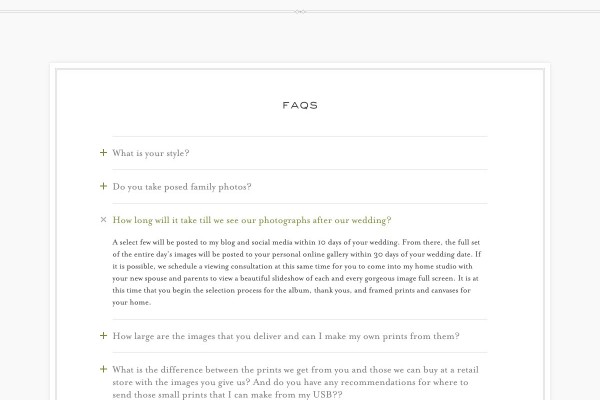 FAQS
What is your style?
Do you take posed family photos?
How long will it take till we see our photographs after our wedding?
A select few will be posted to my blog and social media within 10 days of your wedding. From there, the full set
of the entire day's images will be posted to your personal online gallery within 30 days of your wedding date. If
it is possible, we schedule a viewing consultation at this same time for you to come into my home studio with
your new spouse and parents to view a beautiful slideshow of each and every gorgeous image full screen. It is at
this time that you begin the selection process for the album, thank yous, and framed prints and canvases for
your home.
How large are the images that you deliver and can I make my own prints from them?
What is the difference between the prints we get from you and those we can buy at a retail
store with the images you give us? And do you have any recommendations for where to
send those small prints that I can make from my USB??